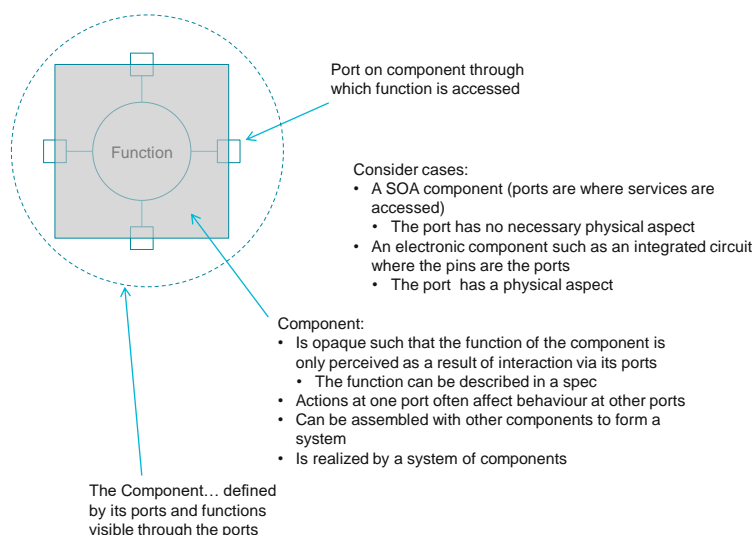 Port on component through
which function is accessed
Function
Consider cases:
• A SOA component (ports are where services are
accessed)
• The port has no necessary physical aspect
• An electronic component such as an integrated circuit
where the pins are the ports
• The port  has a physical aspect
Component:
• Is opaque such that the function of the component is
only perceived as a result of interaction via its ports
• The function can be described in a spec
• Actions at one port often affect behaviour at other ports
• Can be assembled with other components to form a
system
• Is realized by a system of components
The Component… defined
by its ports and functions
visible through the ports